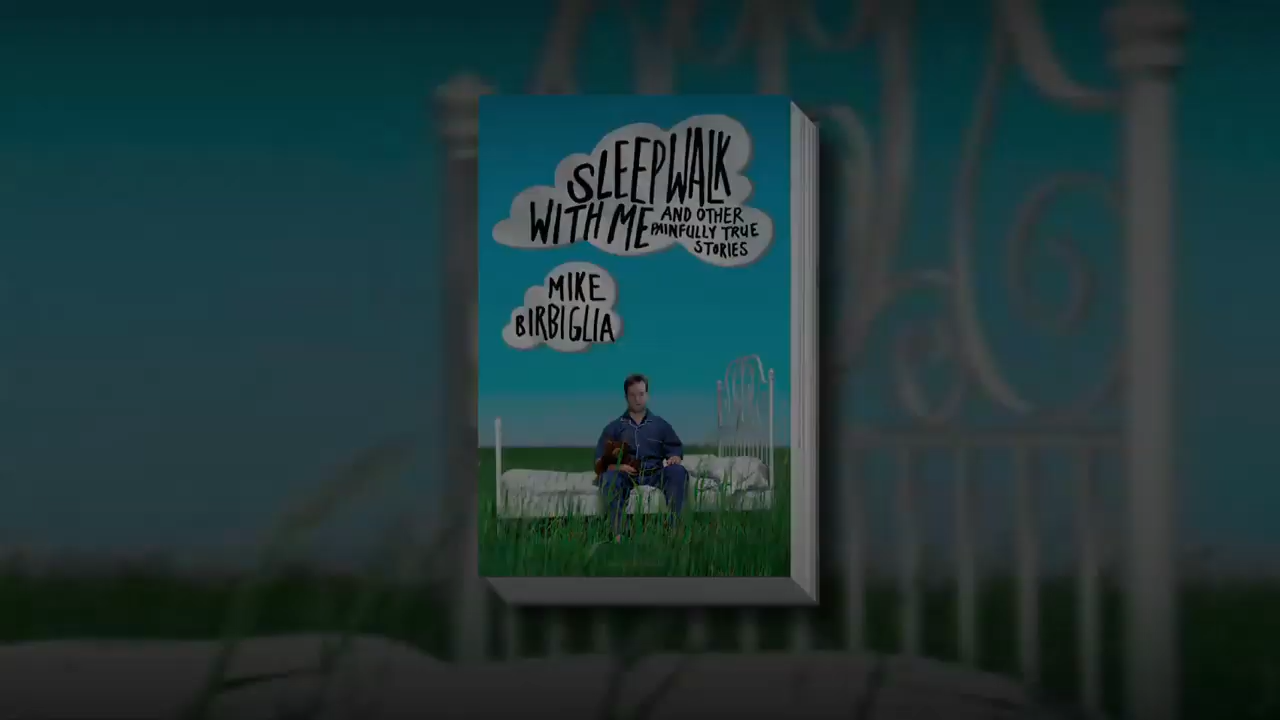 SLEEPWALK
WITH ME AND OTHER
PAINFULLY TRUE
STORIES
MIKE
BIRBIGLIA